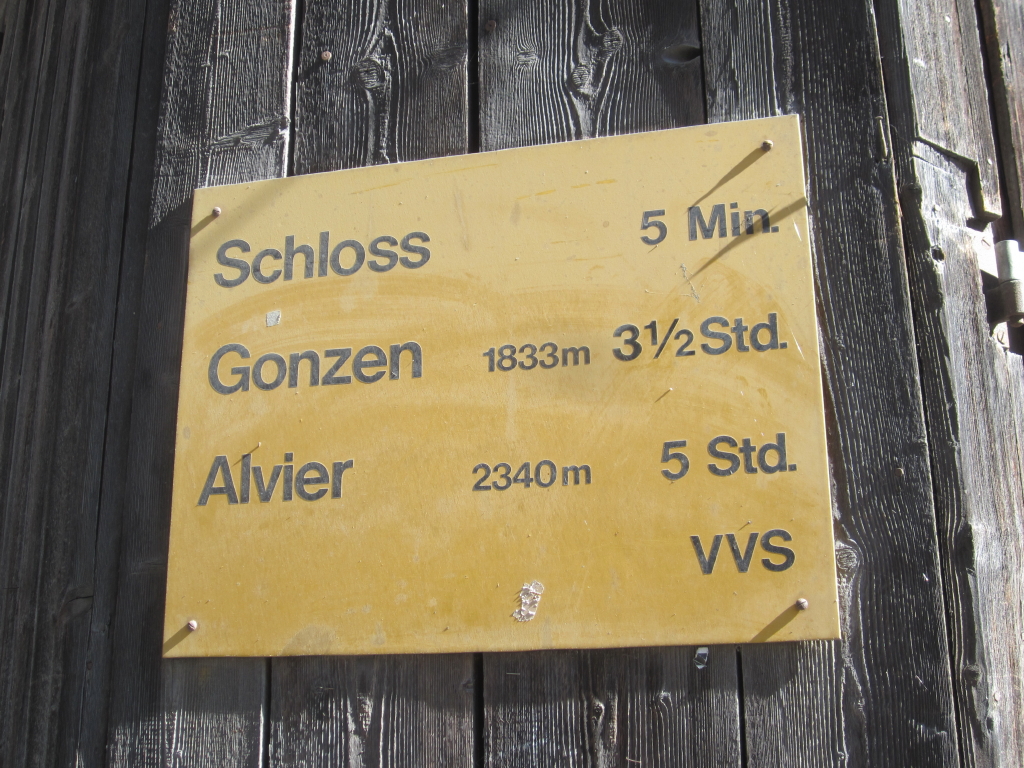 Schloss 5 Min.
Gonzen 1833m 3½ Std.
Alvier 2340m 5 Std.
VVS